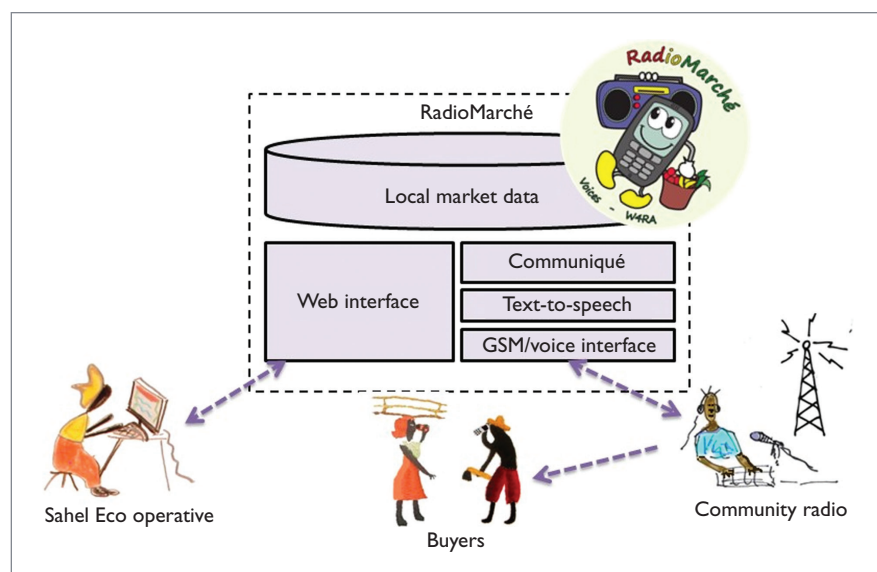 RadioMarché
RadioMarché
Local market data
Voices - W4RA
Web interface
Communiqué
Text-to-speech
GSM/voice interface
Sahel Eco operative
Buyers
Community radio